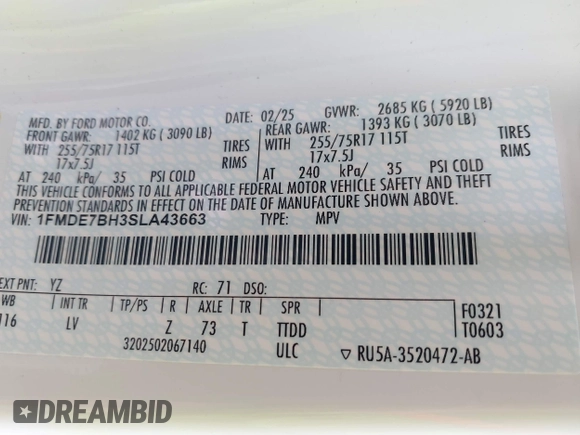 MFD. BY FORD MOTOR CO. DATE: 02/25 GVWR: 2685 KG ( 5920 LB)
FRONT GAWR: 1402 KG ( 3090 LB) REAR GAWR: 1393 KG ( 3070 LB)
WITH 255/75R17 115T TIRES WITH 255/75R17 115T TIRES
17x7.5J RIMS 17x7.5J RIMS
AT 240 kPa/ 35 PSI COLD AT 240 kPa/ 35 PSI COLD
THIS VEHICLE CONFORMS TO ALL APPLICABLE FEDERAL MOTOR VEHICLE SAFETY AND THEFT
PREVENTION STANDARDS IN EFFECT ON THE DATE OF MANUFACTURE SHOWN ABOVE.
VIN: 1FMDE7BH3SLA43663 TYPE: MPV
EXT PNT: YZ RC: 71 DSO:
WB INT TR TP/PS R AXLE TR SPR F0321
116 LV Z 73 T TTDD T0603
3202502067140 ULC ▽ RU5A-3520472-AB
DREAMBID